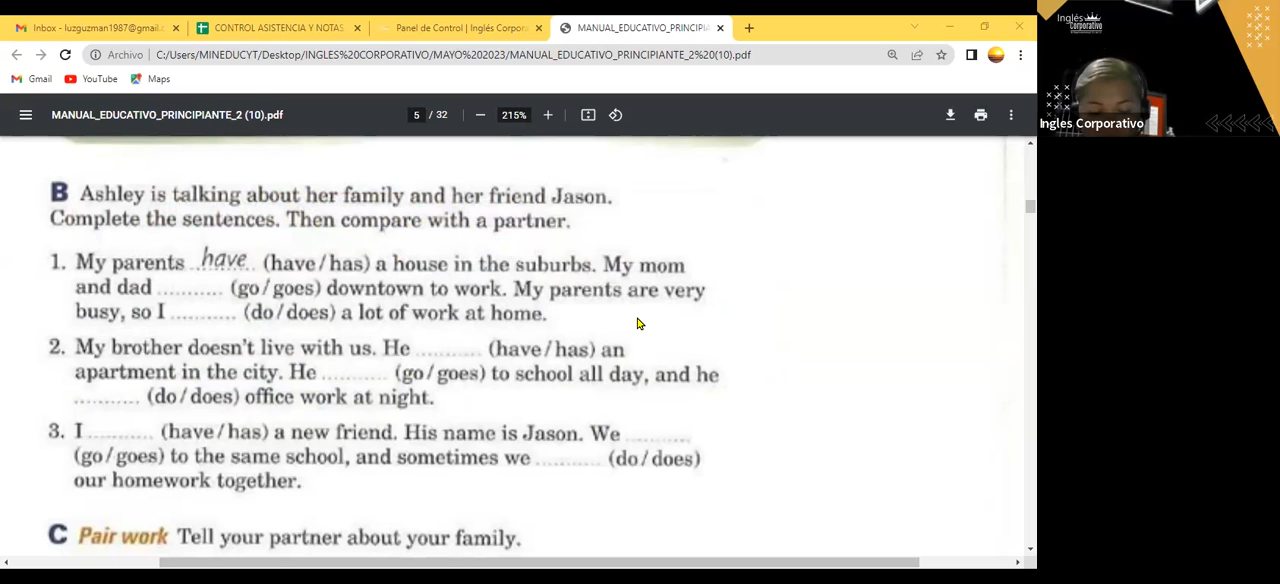 Inbox - luzguzman1987@gmail.c
CONTROL ASISTENCIA Y NOTAS
Panel de Control | Inglés Corporati
MANUAL_EDUCATIVO_PRINCIPIA
Archivo C:/Users/MINEDUCYT/Desktop/INGLES%20CORPORATIVO/MAYO%202023/MANUAL_EDUCATIVO_PRINCIPIANTE_2%20(10).pdf
Gmail YouTube Maps
MANUAL_EDUCATIVO_PRINCIPIANTE_2 (10).pdf
5 / 32
215%
B Ashley is talking about her family and her friend Jason.
Complete the sentences. Then compare with a partner.
1. My parents have (have/has) a house in the suburbs. My mom
and dad .......... (go/goes) downtown to work. My parents are very
busy, so I .......... (do/does) a lot of work at home.
2. My brother doesn't live with us. He .......... (have/has) an
apartment in the city. He .......... (go/goes) to school all day, and he
.......... (do/does) office work at night.
3. I .......... (have/has) a new friend. His name is Jason. We ..........
(go/goes) to the same school, and sometimes we .......... (do/does)
our homework together.
C Pair work Tell your partner about your family.
Inglés
Corporativo
Ingles Corporativo